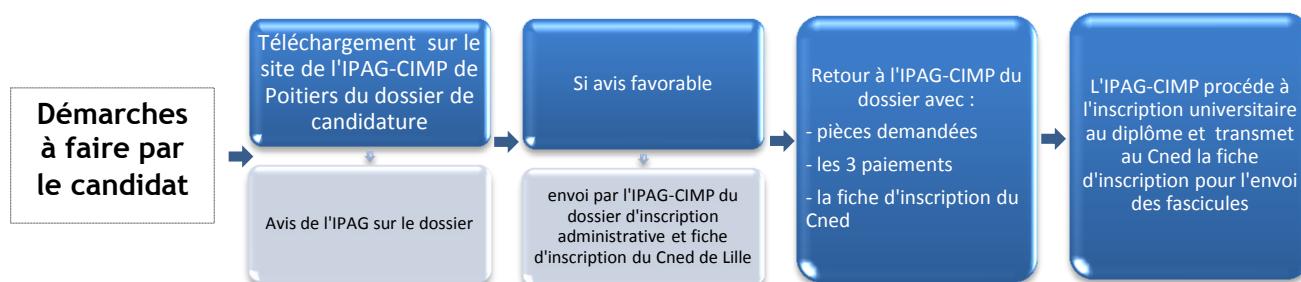 Démarches
à faire par
le candidat
Téléchargement sur le
site de l'IPAG-CIMP de
Poitiers du dossier de
candidature
Avis de l'IPAG sur le dossier
Si avis favorable
envoi par l'IPAG-CIMP du
dossier d'inscription
administrative et fiche
d'inscription du Cned de Lille
Retour à l'IPAG-CIMP du
dossier avec :
- pièces demandées
- les 3 paiements
- la fiche d'inscription du
Cned
L'IPAG-CIMP procéde à
l'inscription universitaire
au diplôme et transmet
au Cned la fiche
d'inscription pour l'envoi
des fascicules